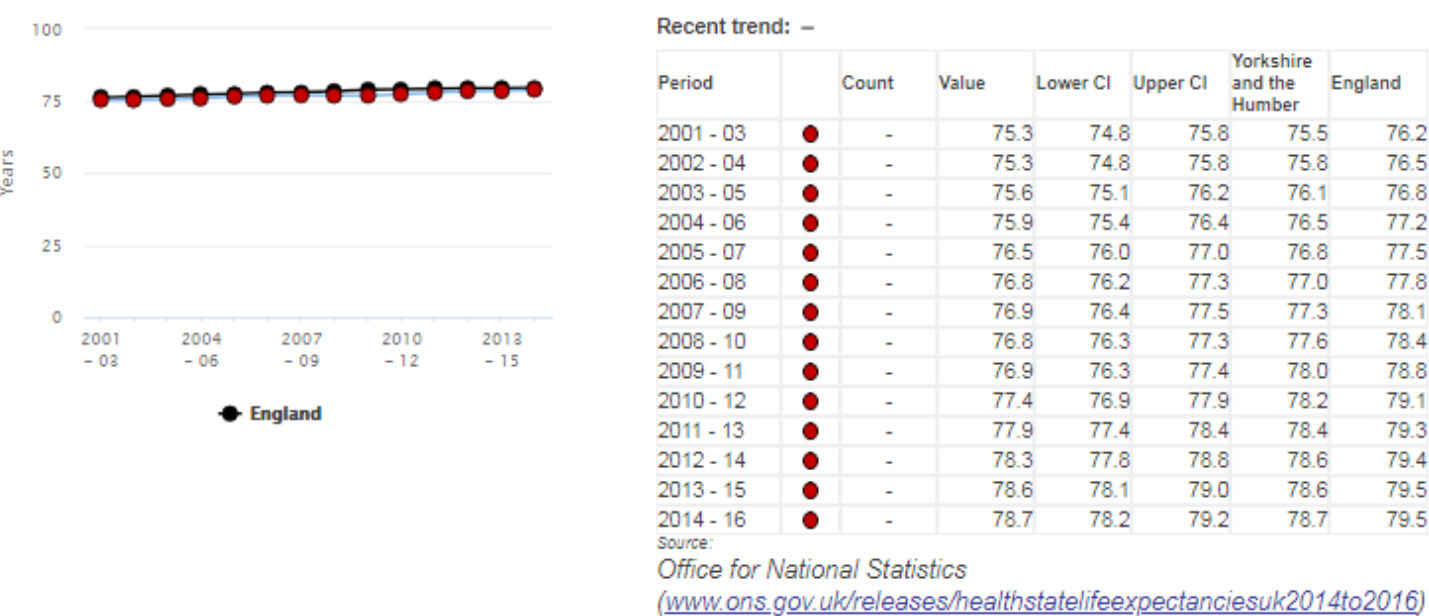 100
75
50
25
0
Years
2001 - 03
2004 - 06
2007 - 09
2010 - 12
2013 - 15
England
Recent trend: –
Period Count Value Lower CI Upper CI Yorkshire and the Humber England
2001 - 03 - 75.3 74.8 75.8 75.5 76.2
2002 - 04 - 75.3 74.8 75.8 75.8 76.5
2003 - 05 - 75.6 75.1 76.2 76.1 76.8
2004 - 06 - 75.9 75.4 76.4 76.5 77.2
2005 - 07 - 76.5 76.0 77.0 76.8 77.5
2006 - 08 - 76.8 76.2 77.3 77.0 77.8
2007 - 09 - 76.9 76.4 77.5 77.3 78.1
2008 - 10 - 76.8 76.3 77.3 77.6 78.4
2009 - 11 - 76.9 76.3 77.4 78.0 78.8
2010 - 12 - 77.4 76.9 77.9 78.2 79.1
2011 - 13 - 77.9 77.4 78.4 78.4 79.3
2012 - 14 - 78.3 77.8 78.8 78.6 79.4
2013 - 15 - 78.6 78.1 79.0 78.6 79.5
2014 - 16 - 78.7 78.2 79.2 78.7 79.5
Source:
Office for National Statistics
(www.ons.gov.uk/releases/healthstatelifeexpectanciesuk2014to2016)